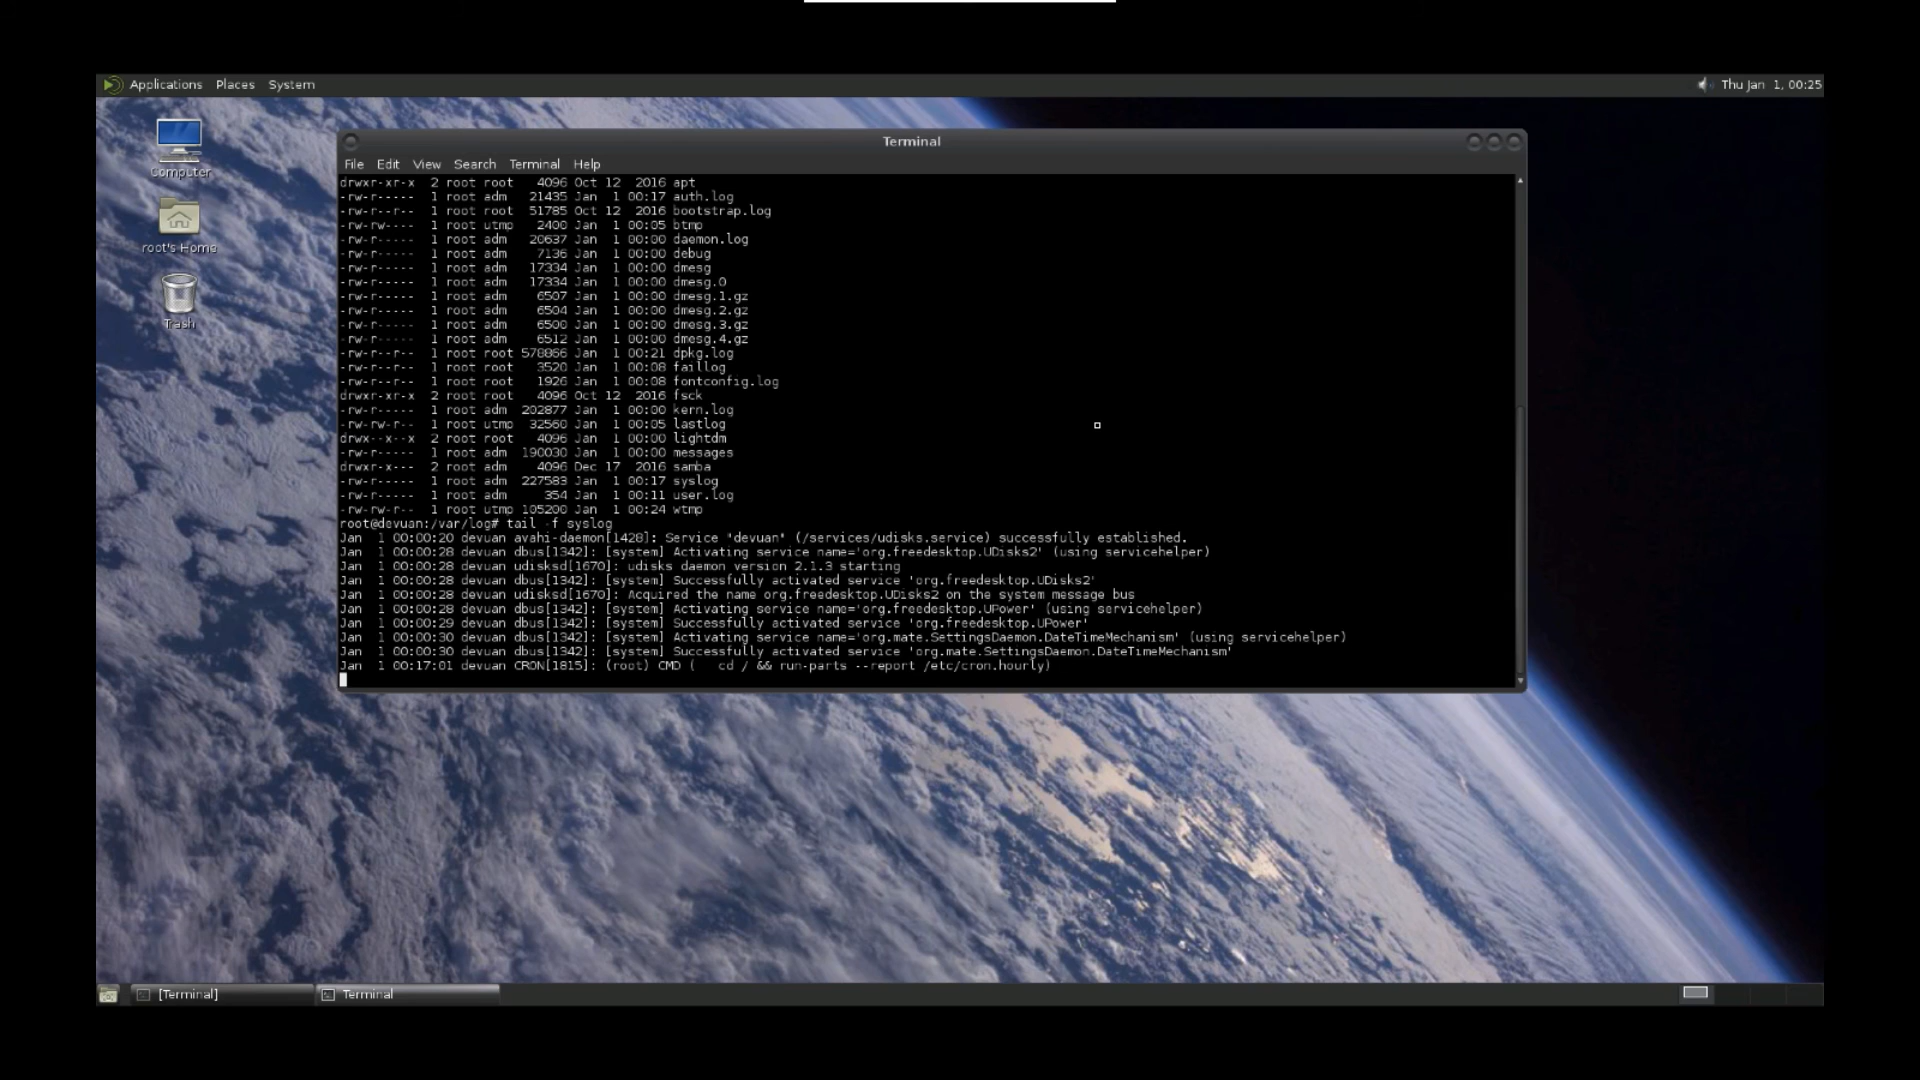 Applications Places System Thu Jan 1, 00:25
Computer
root's Home
Trash
Terminal
File Edit View Search Terminal Help
drwxr-xr-x 2 root root 4096 Oct 12 2016 apt
-rw-r----- 1 root adm 21435 Jan 1 00:17 auth.log
-rw-r--r-- 1 root root 51785 Oct 12 2016 bootstrap.log
-rw-rw---- 1 root utmp 2400 Jan 1 00:05 btmp
-rw-r----- 1 root adm 20637 Jan 1 00:00 daemon.log
-rw-r----- 1 root adm 7136 Jan 1 00:00 debug
-rw-r----- 1 root adm 17334 Jan 1 00:00 dmesg
-rw-r----- 1 root adm 17334 Jan 1 00:00 dmesg.0
-rw-r----- 1 root adm 6507 Jan 1 00:00 dmesg.1.gz
-rw-r----- 1 root adm 6504 Jan 1 00:00 dmesg.2.gz
-rw-r----- 1 root adm 6500 Jan 1 00:00 dmesg.3.gz
-rw-r----- 1 root adm 6512 Jan 1 00:00 dmesg.4.gz
-rw-r--r-- 1 root root 578866 Jan 1 00:21 dpkg.log
-rw-r--r-- 1 root root 3520 Jan 1 00:08 faillog
-rw-r--r-- 1 root root 1926 Jan 1 00:08 fontconfig.log
drwxr-xr-x 2 root root 4096 Oct 12 2016 fsck
-rw-r----- 1 root adm 202877 Jan 1 00:00 kern.log
-rw-rw-r-- 1 root utmp 32560 Jan 1 00:05 lastlog
drwx--x--x 2 root root 4096 Jan 1 00:00 lightdm
-rw-r----- 1 root adm 190030 Jan 1 00:00 messages
drwxr-x--- 2 root adm 4096 Dec 17 2016 samba
-rw-r----- 1 root adm 227583 Jan 1 00:17 syslog
-rw-r----- 1 root adm 354 Jan 1 00:11 user.log
-rw-rw-r-- 1 root utmp 105200 Jan 1 00:24 wtmp
root@devuan:/var/log# tail -f syslog
Jan 1 00:00:20 devuan avahi-daemon[1428]: Service "devuan" (/services/udisks.service) successfully established.
Jan 1 00:00:28 devuan dbus[1342]: [system] Activating service name='org.freedesktop.UDisks2' (using servicehelper)
Jan 1 00:00:28 devuan udisksd[1670]: udisks daemon version 2.1.3 starting
Jan 1 00:00:28 devuan dbus[1342]: [system] Successfully activated service 'org.freedesktop.UDisks2'
Jan 1 00:00:28 devuan udisksd[1670]: Acquired the name org.freedesktop.UDisks2 on the system message bus
Jan 1 00:00:28 devuan dbus[1342]: [system] Activating service name='org.freedesktop.UPower' (using servicehelper)
Jan 1 00:00:29 devuan dbus[1342]: [system] Successfully activated service 'org.freedesktop.UPower'
Jan 1 00:00:30 devuan dbus[1342]: [system] Activating service name='org.mate.SettingsDaemon.DateTimeMechanism' (using servicehelper)
Jan 1 00:00:30 devuan dbus[1342]: [system] Successfully activated service 'org.mate.SettingsDaemon.DateTimeMechanism'
Jan 1 00:17:01 devuan CRON[1815]: (root) CMD ( cd / && run-parts --report /etc/cron.hourly)
[Terminal] Terminal